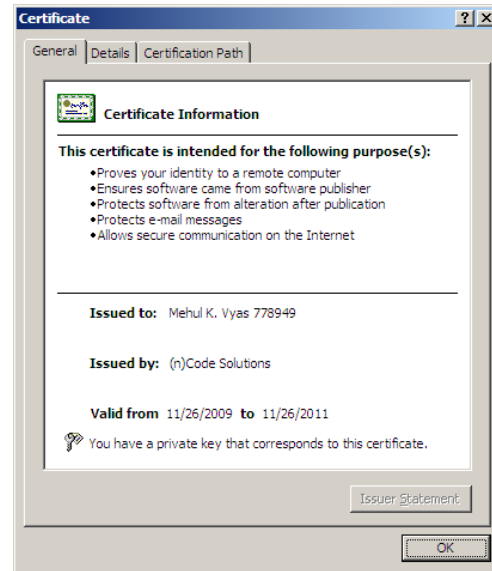 Certificate
General Details Certification Path
Certificate Information
This certificate is intended for the following purpose(s):
•Proves your identity to a remote computer
•Ensures software came from software publisher
•Protects software from alteration after publication
•Protects e-mail messages
•Allows secure communication on the Internet
Issued to: Mehul K. Vyas 778949
Issued by: (n)Code Solutions
Valid from 11/26/2009 to 11/26/2011
You have a private key that corresponds to this certificate.
Issuer Statement
OK